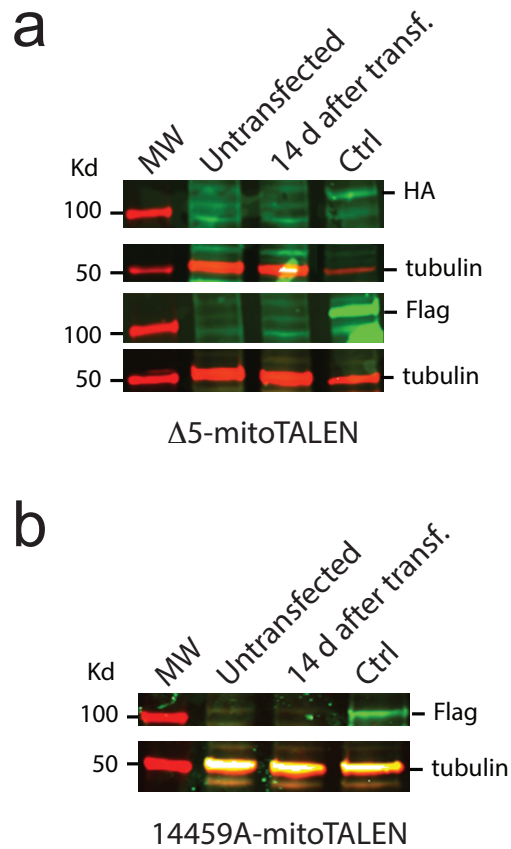 a
MW Untransfected 14 d after transf. Ctrl
Kd
100 HA
50 tubulin
100 Flag
50 tubulin
Δ5-mitoTALEN
b
MW Untransfected 14 d after transf. Ctrl
Kd
100 Flag
50 tubulin
14459A-mitoTALEN